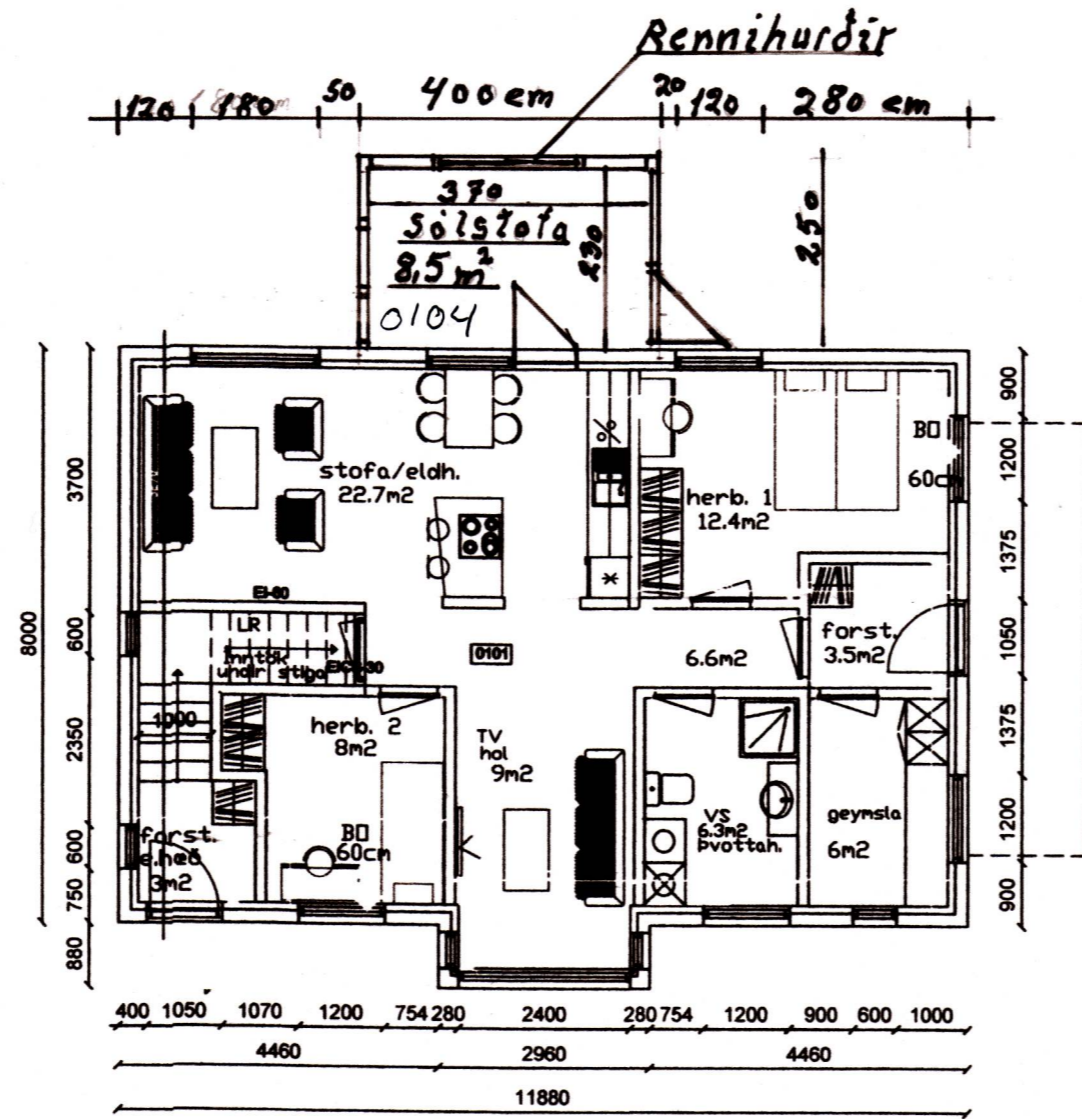 Rennihurðir
120 180 50 400 cm 20 120 280 cm
370
sólstofa
8,5 m²
0104
230
250
stofa/eldh.
22.7m2
herb. 1
12.4m2
60cm
EI-60
LR
Inntök
undir stiga
0101
6.6m2
forst.
3.5m2
1000
herb. 2
8m2
TV
hol
9m2
60cm
VS
6.3m2
Þvottah.
geymsla
6m2
forst.
e.hæð
3m2
8000
3700
600
2350
600
750
880
900
1200
1375
1050
1375
1200
900
400 1050 1070 1200 754 280 2400 280 754 1200 900 600 1000
4460 2960 4460
11880